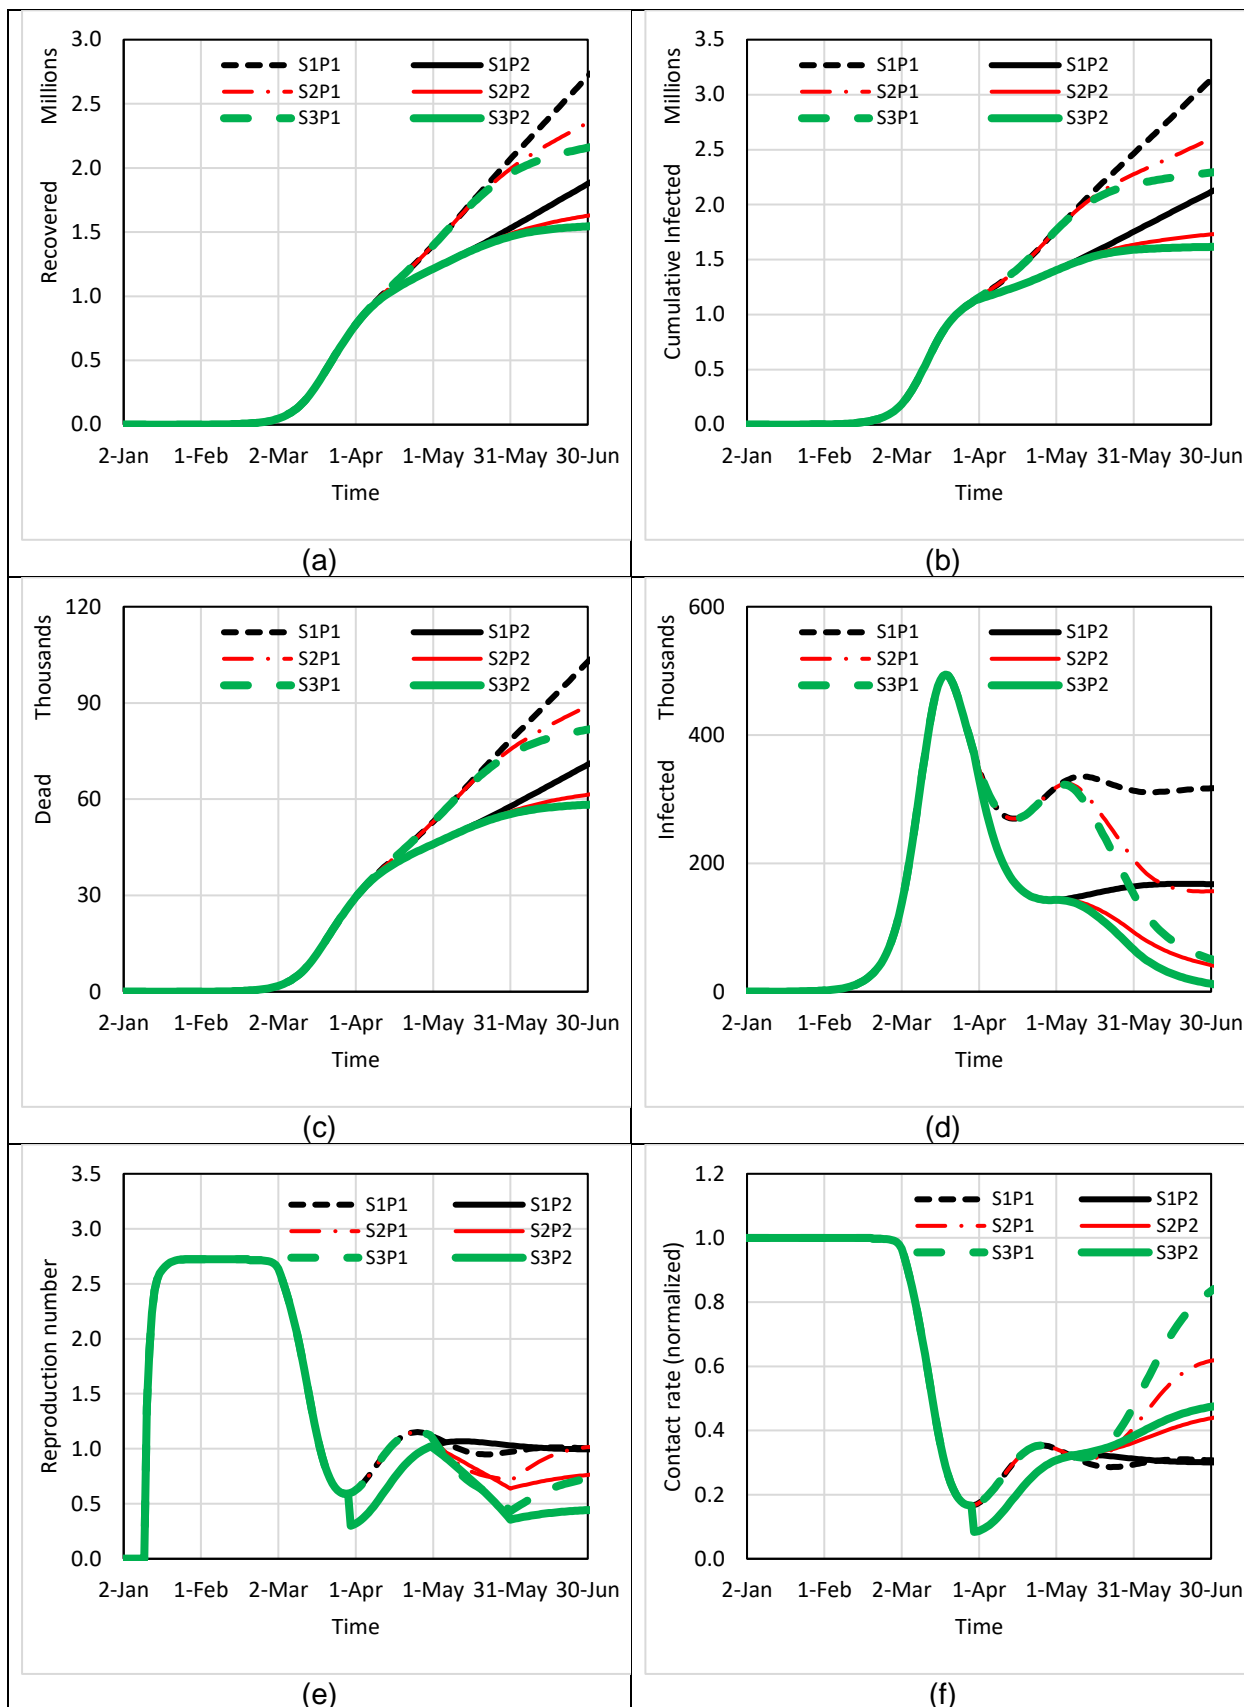 Millions
Recovered
3.0
2.5
2.0
1.5
1.0
0.5
0.0
S1P1 S1P2
S2P1 S2P2
S3P1 S3P2
2-Jan 1-Feb 2-Mar 1-Apr 1-May 31-May 30-Jun
Time
(a)
Millions
Cumulative Infected
3.5
3.0
2.5
2.0
1.5
1.0
0.5
0.0
S1P1 S1P2
S2P1 S2P2
S3P1 S3P2
2-Jan 1-Feb 2-Mar 1-Apr 1-May 31-May 30-Jun
Time
(b)
Thousands
Dead
120
90
60
30
0
S1P1 S1P2
S2P1 S2P2
S3P1 S3P2
2-Jan 1-Feb 2-Mar 1-Apr 1-May 31-May 30-Jun
Time
(c)
Thousands
Infected
600
400
200
0
S1P1 S1P2
S2P1 S2P2
S3P1 S3P2
2-Jan 1-Feb 2-Mar 1-Apr 1-May 31-May 30-Jun
Time
(d)
Reproduction number
3.5
3.0
2.5
2.0
1.5
1.0
0.5
0.0
S1P1 S1P2
S2P1 S2P2
S3P1 S3P2
2-Jan 1-Feb 2-Mar 1-Apr 1-May 31-May 30-Jun
Time
(e)
Contact rate (normalized)
1.2
1.0
0.8
0.6
0.4
0.2
0.0
S1P1 S1P2
S2P1 S2P2
S3P1 S3P2
2-Jan 1-Feb 2-Mar 1-Apr 1-May 31-May 30-Jun
Time
(f)